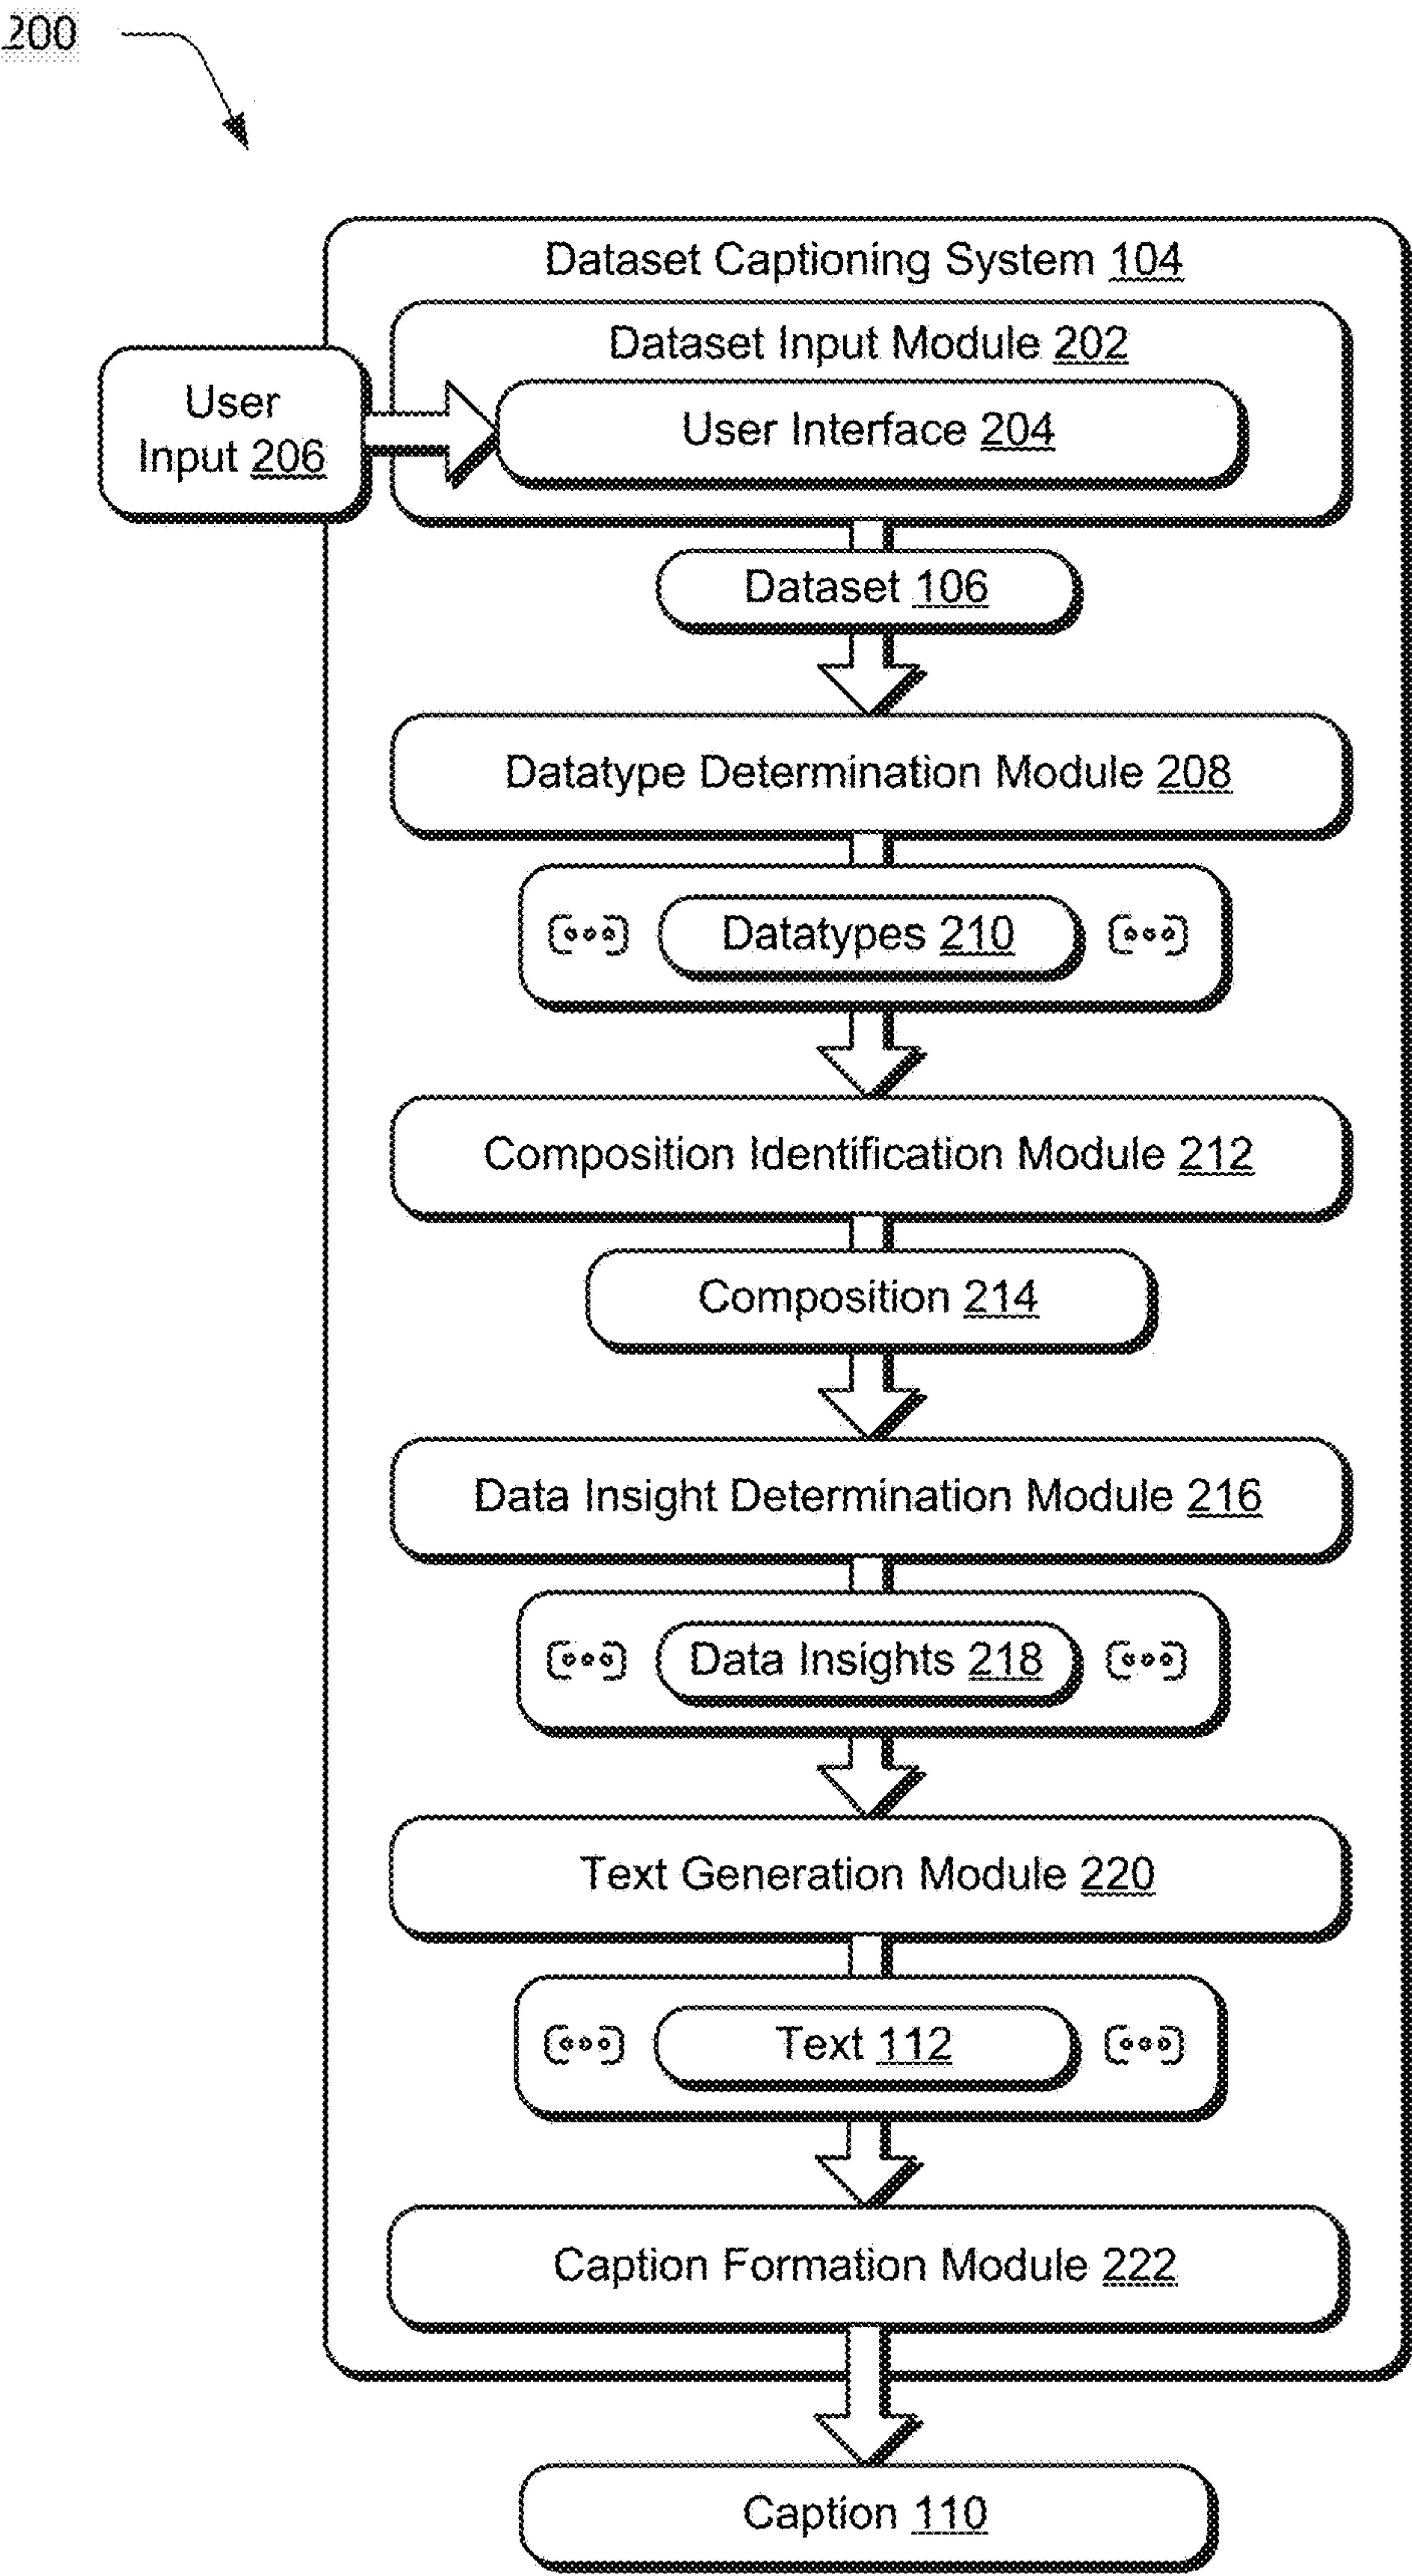 200
Dataset Captioning System 104
Dataset Input Module 202
User
Input 206
User Interface 204
Dataset 106
Datatype Determination Module 208
Datatypes 210
Composition Identification Module 212
Composition 214
Data Insight Determination Module 216
Data Insights 218
Text Generation Module 220
Text 112
Caption Formation Module 222
Caption 110